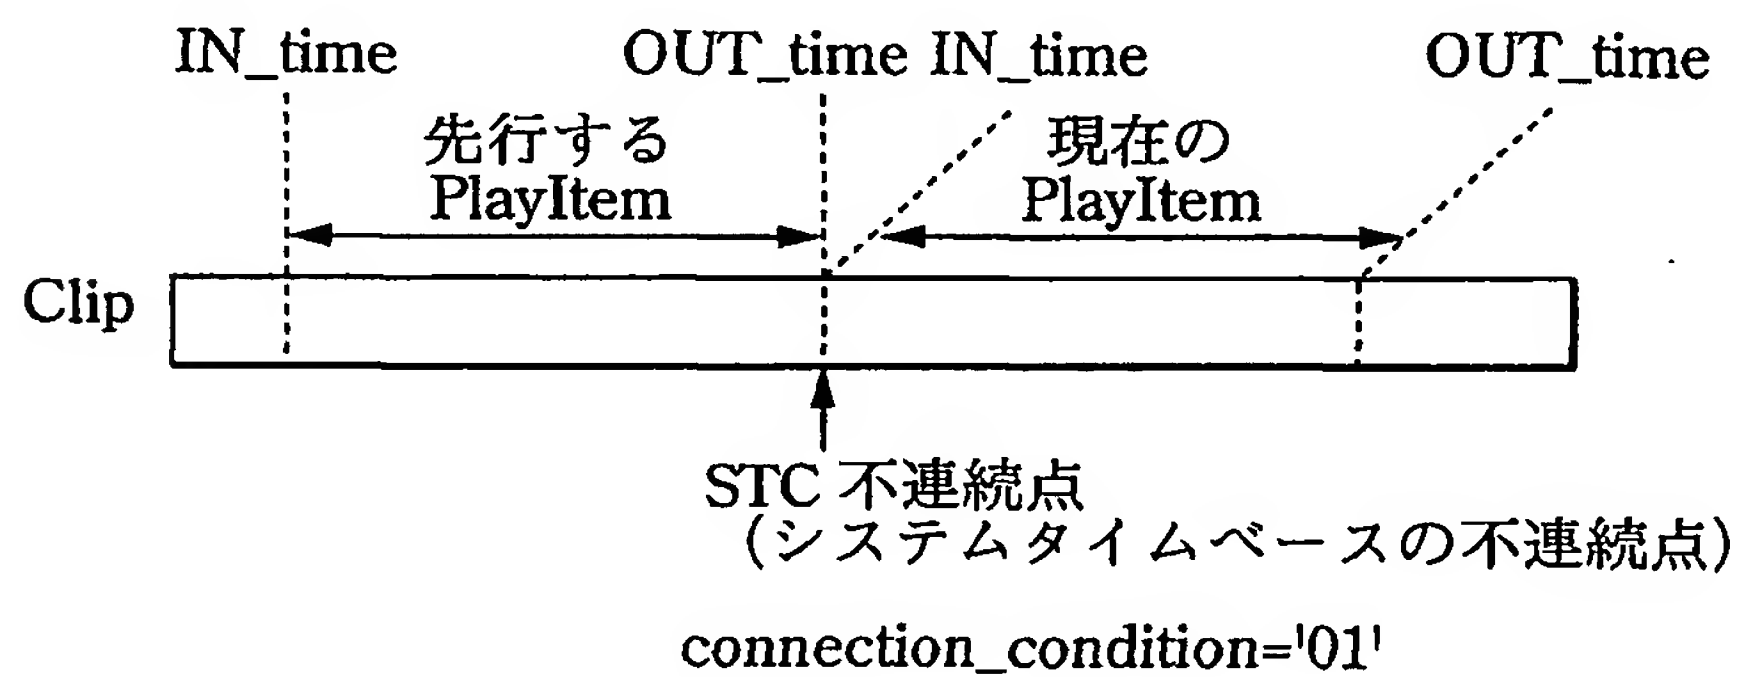 IN_time OUT_time IN_time OUT_time
先行する 現在の
PlayItem PlayItem
Clip
STC 不連続点
(システムタイムベースの不連続点)
connection_condition='01'